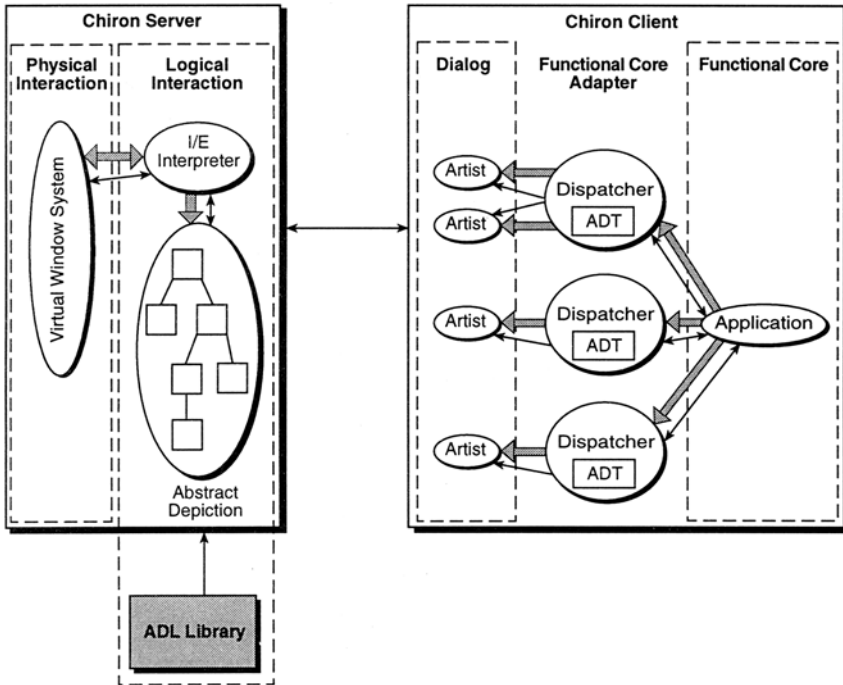 Chiron Server
Physical
Interaction
Logical
Interaction
Virtual Window System
I/E
Interpreter
Abstract
Depiction
ADL Library
Chiron Client
Dialog
Functional Core
Adapter
Functional Core
Artist
Artist
Dispatcher
ADT
Artist
Dispatcher
ADT
Application
Artist
Dispatcher
ADT